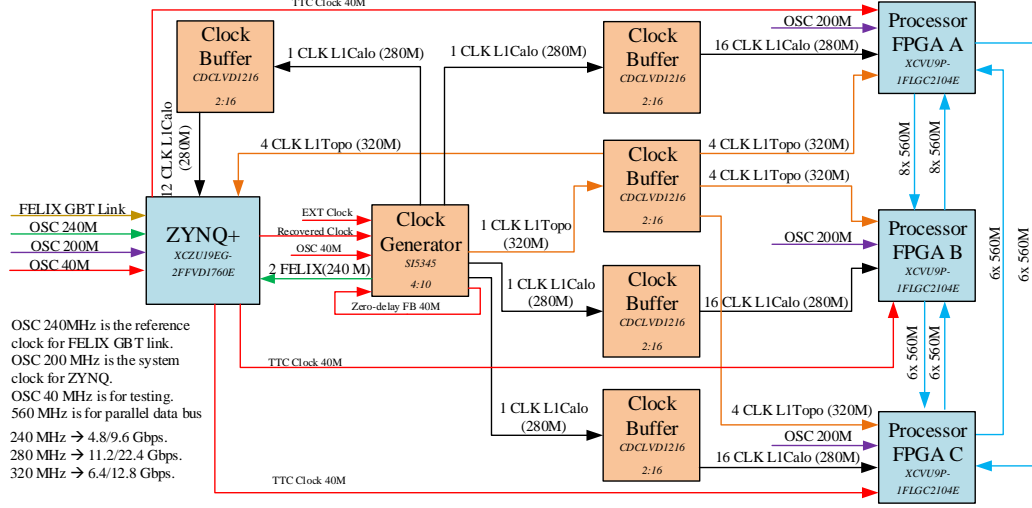 TTC Clock 40M
Clock
Buffer
CDCLVD1216
2:16
1 CLK L1Calo (280M)
1 CLK L1Calo (280M)
Clock
Buffer
CDCLVD1216
2:16
OSC 200M
16 CLK L1Calo (280M)
Processor
FPGA A
XCVU9P-
1FLGC2104E
12 CLK L1Calo
(280M)
4 CLK L1Topo (320M)
Clock
Buffer
CDCLVD1216
2:16
4 CLK L1Topo (320M)
4 CLK L1Topo (320M)
8x 560M
8x 560M
6x 560M
6x 560M
FELIX GBT Link
OSC 240M
OSC 200M
OSC 40M
ZYNQ+
XCZU19EG-
2FFVD1760E
EXT Clock
Recovered Clock
OSC 40M
2 FELIX(240 M)
Clock
Generator
SI5345
4:10
Zero-delay FB 40M
1 CLK L1Topo
(320M)
1 CLK L1Calo
(280M)
Clock
Buffer
CDCLVD1216
2:16
16 CLK L1Calo (280M)
OSC 200M
Processor
FPGA B
XCVU9P-
1FLGC2104E
OSC 240MHz is the reference
clock for FELIX GBT link.
OSC 200 MHz is the system
clock for ZYNQ.
OSC 40 MHz is for testing.
560 MHz is for parallel data bus
240 MHz → 4.8/9.6 Gbps.
280 MHz → 11.2/22.4 Gbps.
320 MHz → 6.4/12.8 Gbps.
TTC Clock 40M
6x 560M
6x 560M
1 CLK L1Calo
(280M)
Clock
Buffer
CDCLVD1216
2:16
4 CLK L1Topo (320M)
OSC 200M
16 CLK L1Calo (280M)
Processor
FPGA C
XCVU9P-
1FLGC2104E
TTC Clock 40M